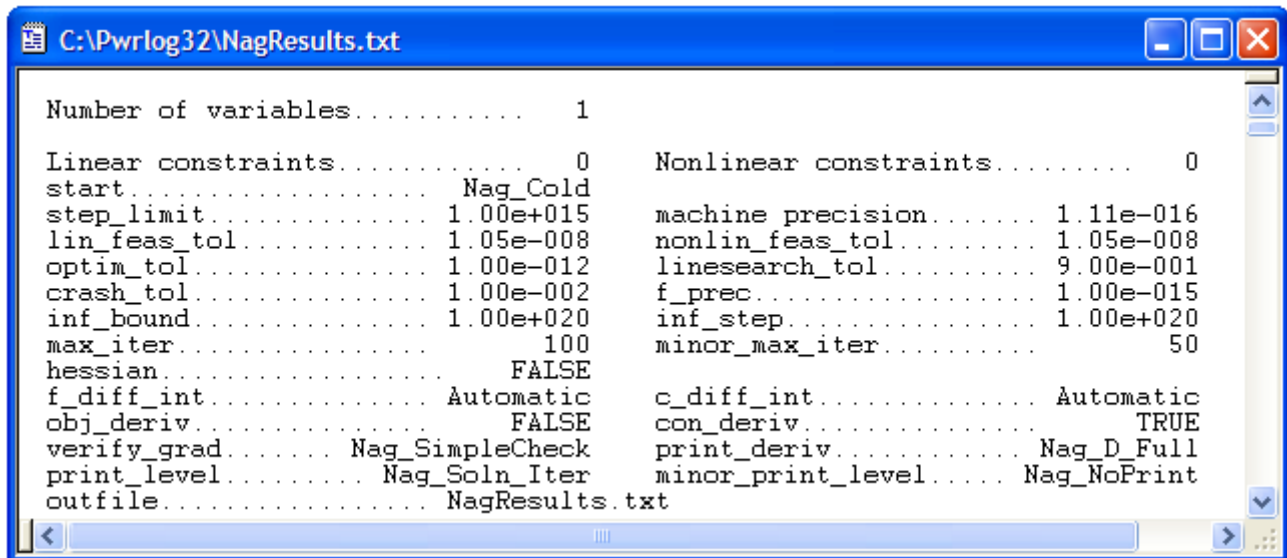 C:\Pwrlog32\NagResults.txt
Number of variables........... 1
Linear constraints............. 0 Nonlinear constraints......... 0
start................... Nag_Cold
step_limit.............. 1.00e+015 machine precision....... 1.11e-016
lin_feas_tol............ 1.05e-008 nonlin_feas_tol......... 1.05e-008
optim_tol............... 1.00e-012 linesearch_tol.......... 9.00e-001
crash_tol............... 1.00e-002 f_prec.................. 1.00e-015
inf_bound............... 1.00e+020 inf_step................ 1.00e+020
max_iter................ 100 minor_max_iter.......... 50
hessian................... FALSE
f_diff_int.............. Automatic c_diff_int.............. Automatic
obj_deriv............... FALSE con_deriv............... TRUE
verify_grad....... Nag_SimpleCheck print_deriv............ Nag_D_Full
print_level......... Nag_Soln_Iter minor_print_level..... Nag_NoPrint
outfile................. NagResults.txt